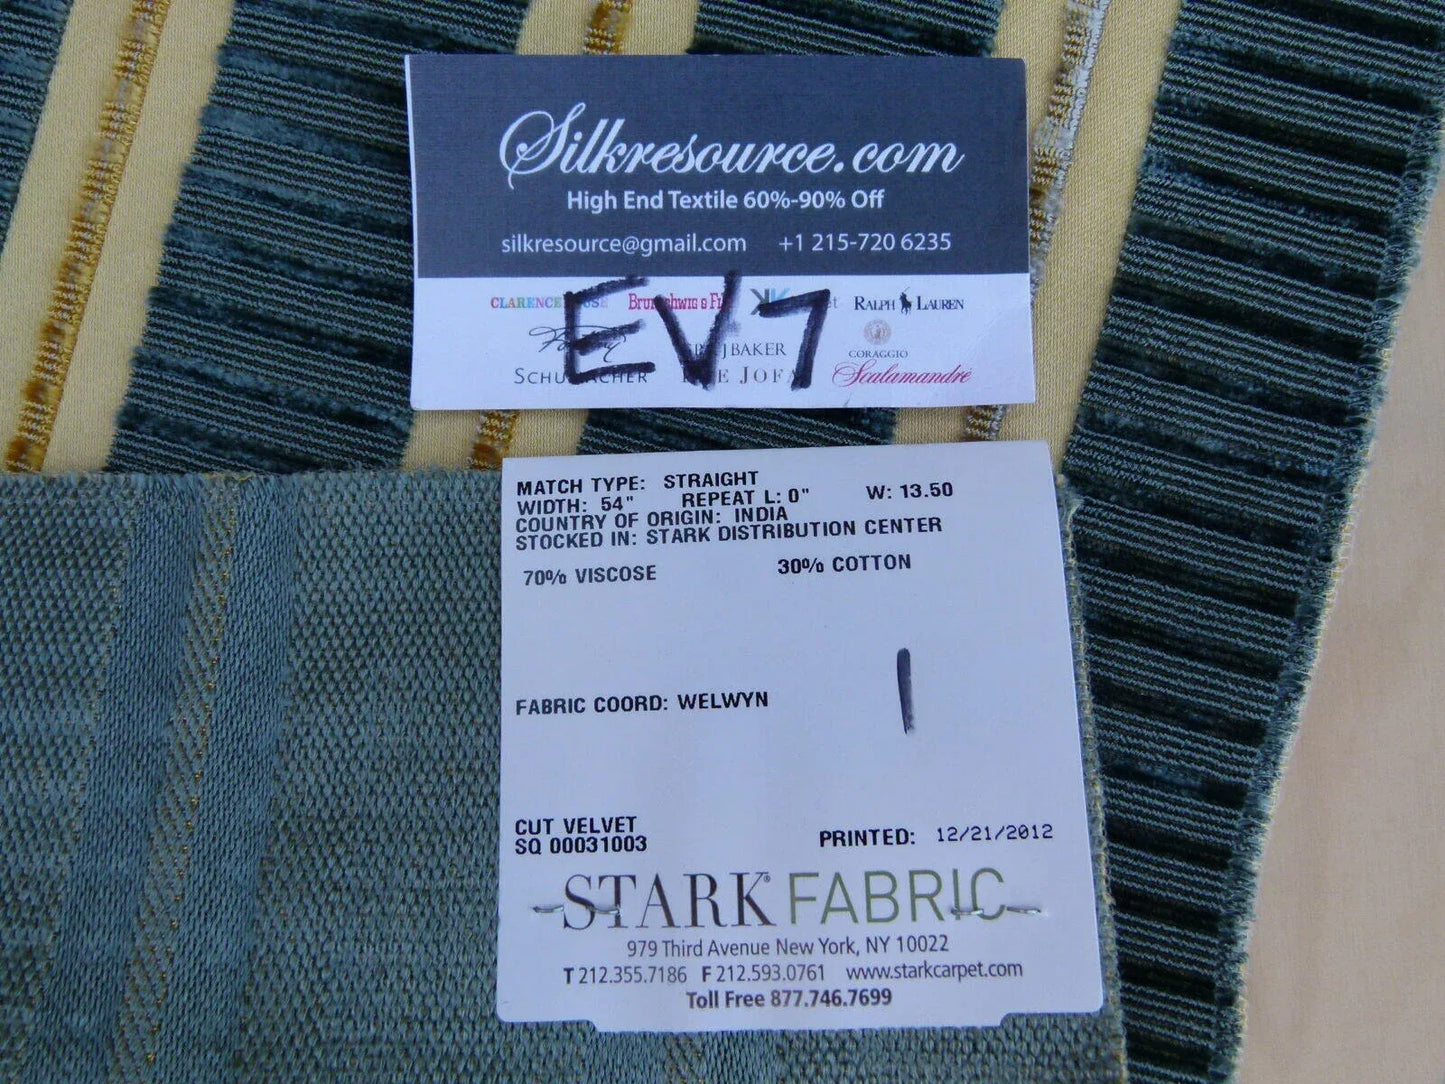 Silkresource.com
High End Textile 60%-90% Off
silkresource@gmail.com +1 215-720 6235
CLARENCE
RALPH LAUREN
EV7
BAKER
CORAGGIO
Scalamandré
MATCH TYPE: STRAIGHT
WIDTH: 54" REPEAT L: 0" W: 13.50
COUNTRY OF ORIGIN: INDIA
STOCKED IN: STARK DISTRIBUTION CENTER
70% VISCOSE 30% COTTON
FABRIC COORD: WELWYN
1
CUT VELVET
SQ 00031003 PRINTED: 12/21/2012
STARK® FABRIC
979 Third Avenue New York, NY 10022
T 212.355.7186 F 212.593.0761 www.starkcarpet.com
Toll Free 877.746.7699